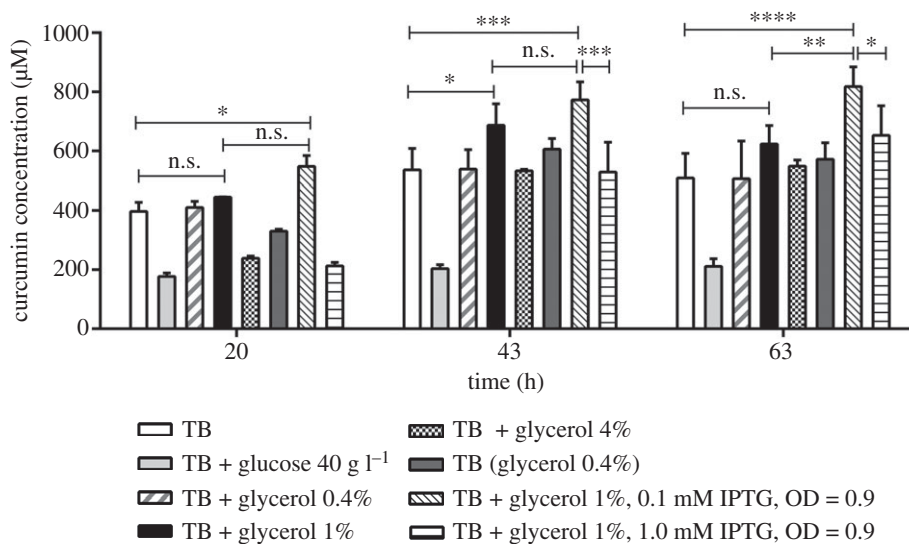 curcumin concentration (µM)
1000
800
600
400
200
0
*
n.s.
n.s.
***
n.s.
***
*
****
**
*
n.s.
20
43
63
time (h)
TB
TB + glucose 40 g l⁻¹
TB + glycerol 0.4%
TB + glycerol 1%
TB + glycerol 4%
TB (glycerol 0.4%)
TB + glycerol 1%, 0.1 mM IPTG, OD = 0.9
TB + glycerol 1%, 1.0 mM IPTG, OD = 0.9